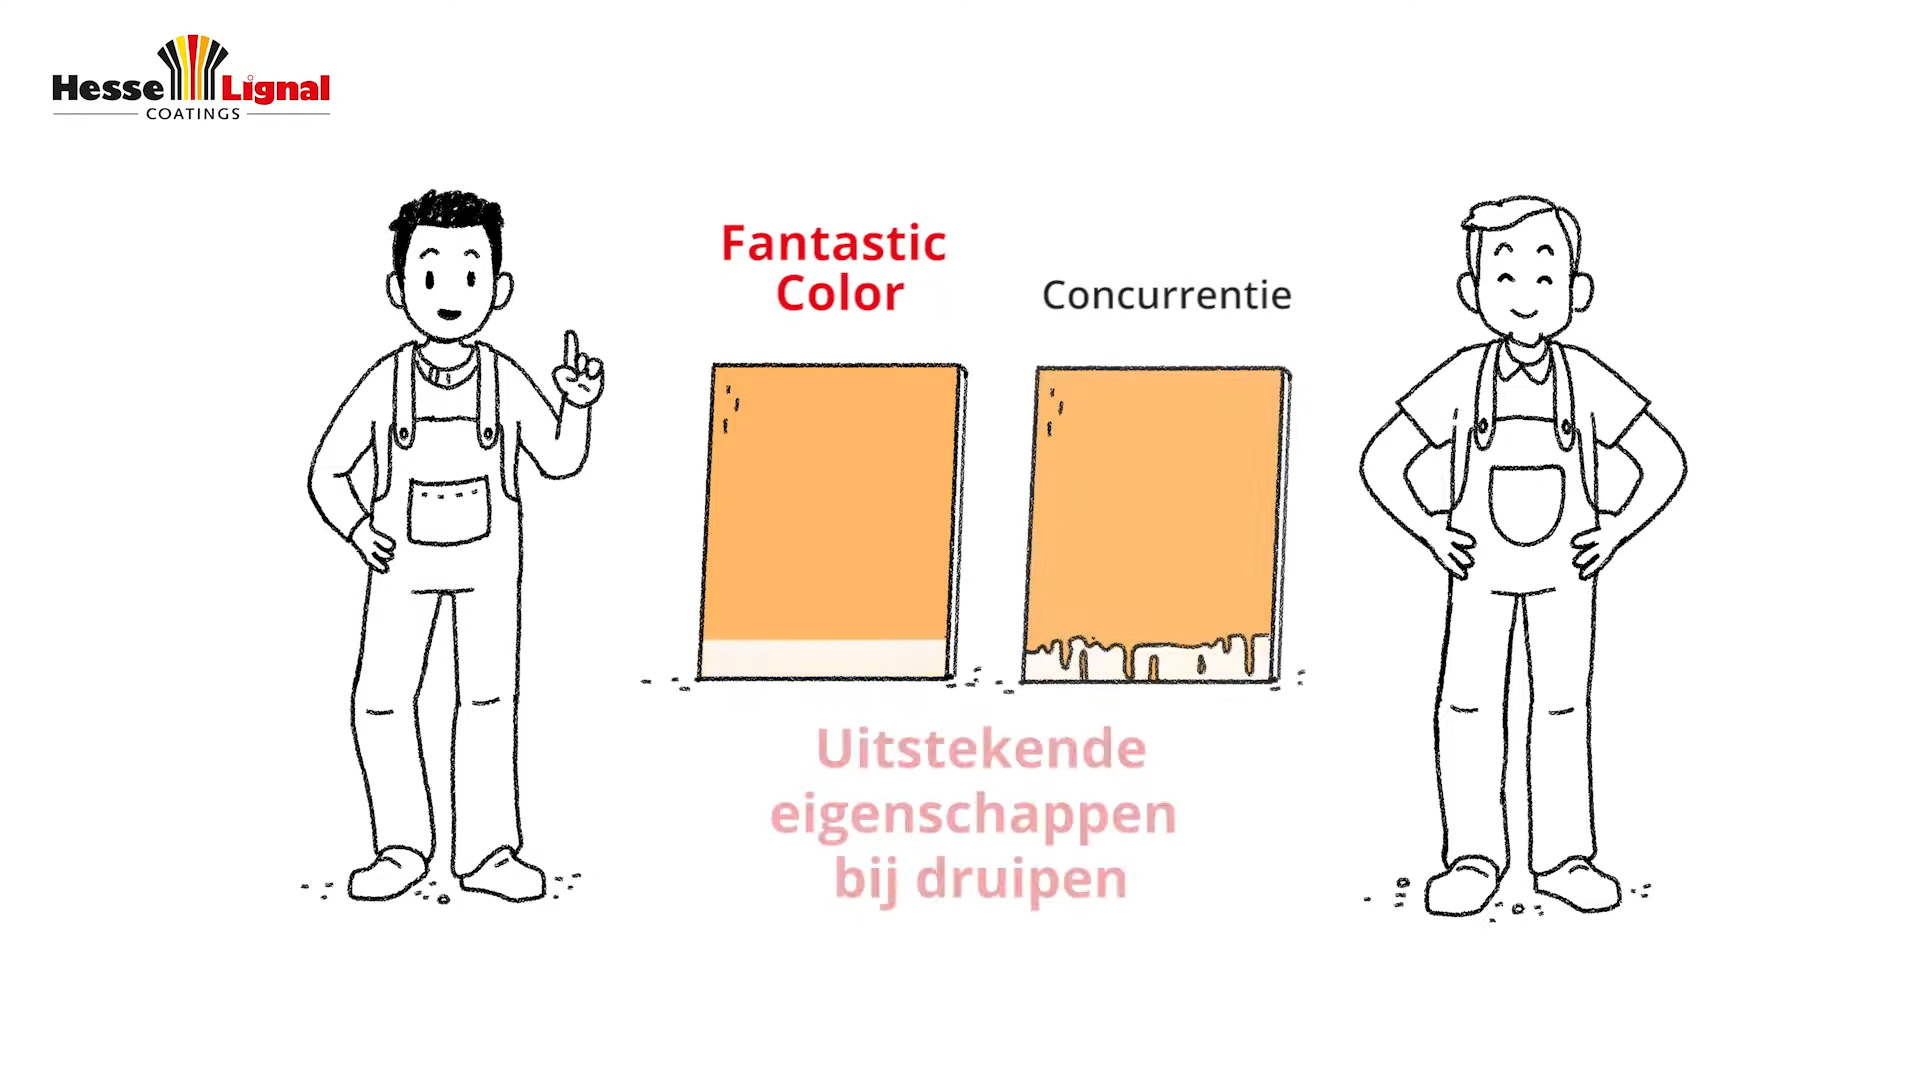 Hesse Lignal
COATINGS
Fantastic
Color
Concurrentie
Uitstekende
eigenschappen
bij druipen